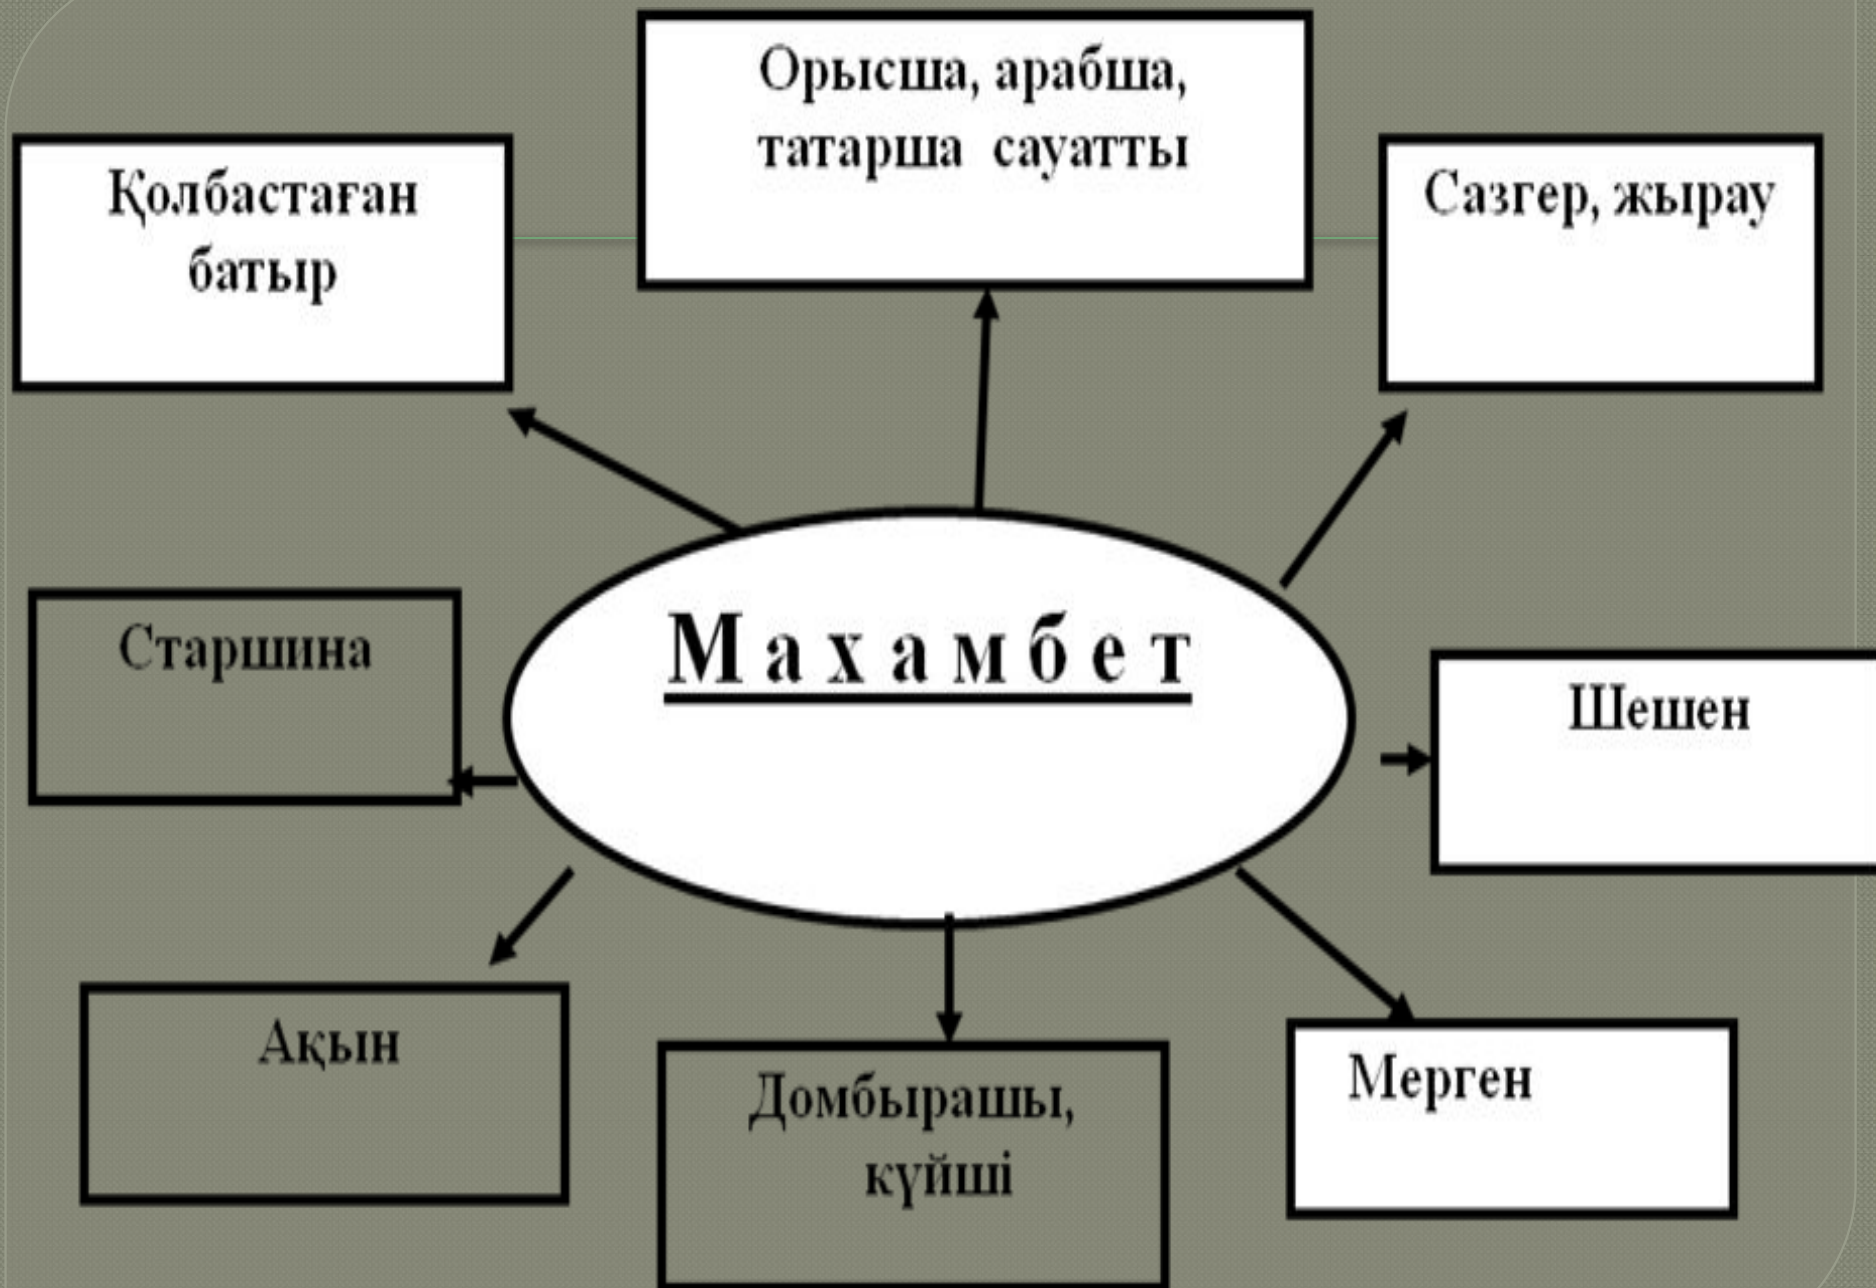 Орысша, арабша,
татарша сауатты
Қолбастаған
батыр
Сазгер, жырау
Махамбет
Старшина
Шешен
Ақын
Домбырашы,
күйші
Мерген